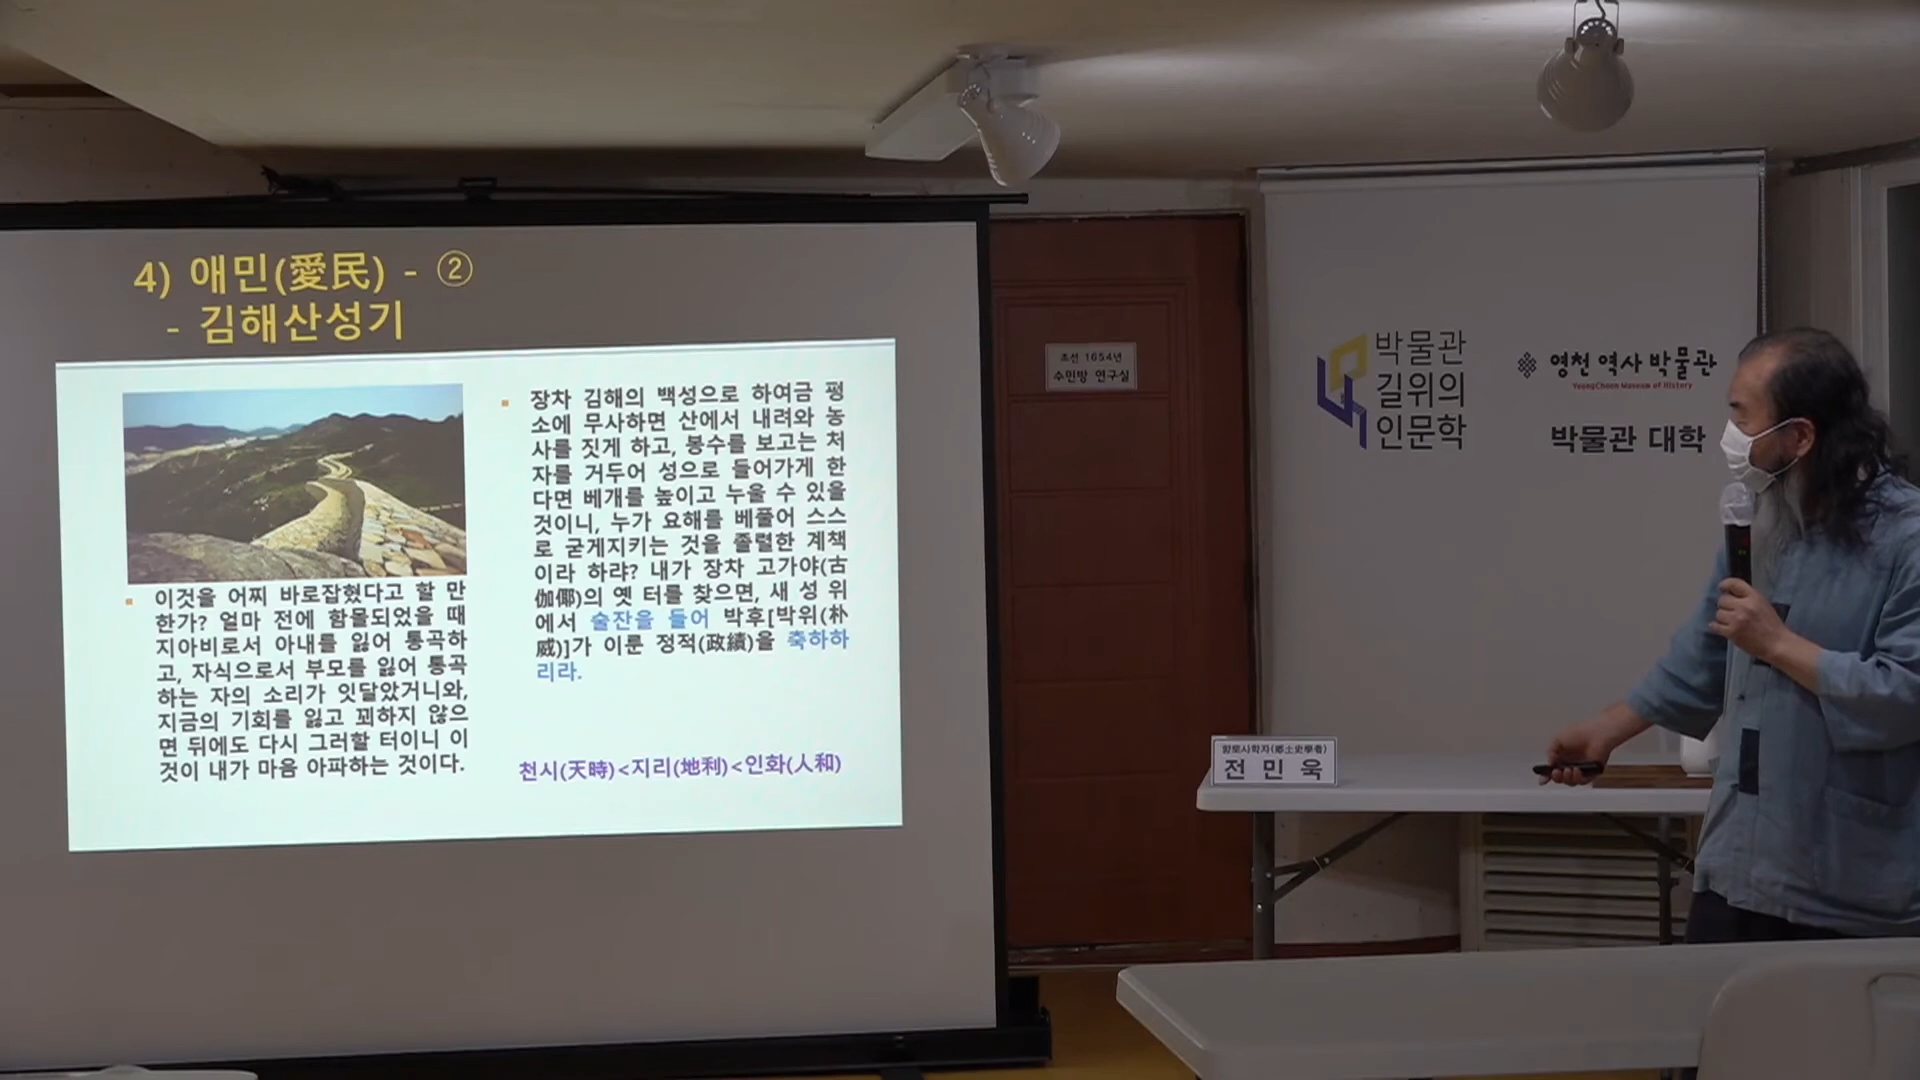 4) 애민(愛民) - ②
- 김해산성기
이것을 어찌 바로잡혔다고 할 만
한가? 얼마 전에 함몰되었을 때
지아비로서 아내를 잃어 통곡하
고, 자식으로서 부모를 잃어 통곡
하는 자의 소리가 잇달았거니와,
지금의 기회를 잃고 꾀하지 않으
면 뒤에도 다시 그러할 터이니 이
것이 내가 마음 아파하는 것이다.
장차 김해의 백성으로 하여금 평
소에 무사하면 산에서 내려와 농
사를 짓게 하고, 봉수를 보고는 처
자를 거두어 성으로 들어가게 한
다면 베개를 높이고 누울 수 있을
것이니, 누가 요해를 베풀어 스스
로 굳게지키는 것을 졸렬한 계책
이라 하랴? 내가 장차 고가야(古
伽倻)의 옛 터를 찾으면, 새 성 위
에서 술잔을 들어 박후[박위(朴
威)]가 이룬 정적(政績)을 축하하
리라.
천시(天時)<지리(地利)<인화(人和)
조선 1654년
수민방 연구실
박물관
길위의
인문학
영천 역사 박물관
YeongCheon Museum of History
박물관 대학
향토사학자(鄕土史學者)
전 민 욱